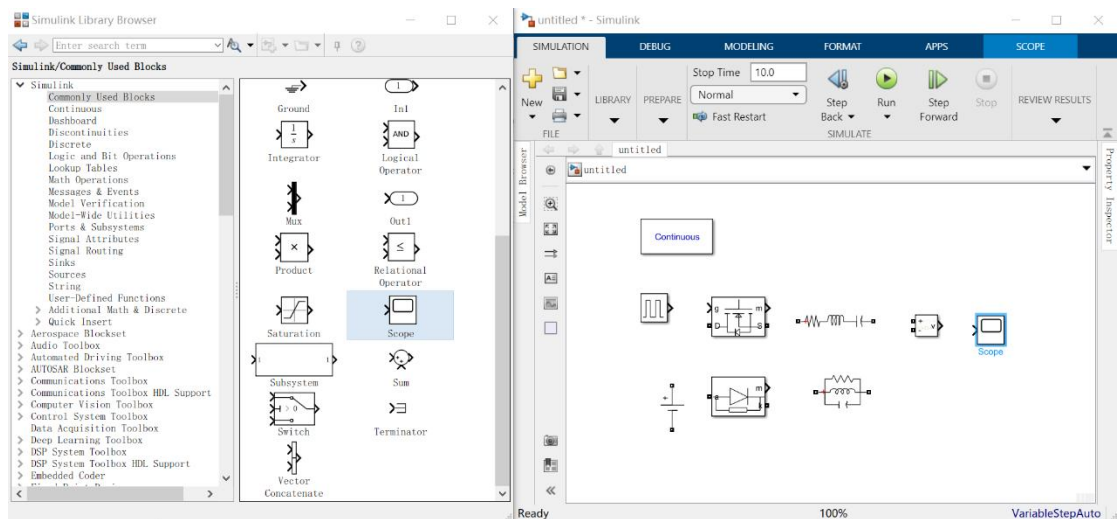 Simulink Library Browser
Enter search term
Simulink/Commonly Used Blocks
Simulink
Commonly Used Blocks
Continuous
Dashboard
Discontinuities
Discrete
Logic and Bit Operations
Lookup Tables
Math Operations
Messages & Events
Model Verification
Model-Wide Utilities
Ports & Subsystems
Signal Attributes
Signal Routing
Sinks
Sources
String
User-Defined Functions
Additional Math & Discrete
Quick Insert
Aerospace Blockset
Audio Toolbox
Automated Driving Toolbox
AUTOSAR Blockset
Communications Toolbox
Communications Toolbox HDL Support
Computer Vision Toolbox
Control System Toolbox
Data Acquisition Toolbox
Deep Learning Toolbox
DSP System Toolbox
DSP System Toolbox HDL Support
Embedded Coder
Ground
1
In1
1
s
Integrator
AND
Logical
Operator
Mux
1
Out1
×
Product
≤
Relational
Operator
Saturation
Scope
Subsystem
Sum
> 0
Switch
Terminator
Vector
Concatenate
untitled * - Simulink
SIMULATION DEBUG MODELING FORMAT APPS SCOPE
New
FILE
LIBRARY
PREPARE
Stop Time 10.0
Normal
Fast Restart
Step
Back
Run
Step
Forward
Stop
SIMULATE
REVIEW RESULTS
untitled
untitled
Model Browser
Property Inspector
Continuous
g m
D S
+
- v
Scope
+
a m
k
Ready 100% VariableStepAuto